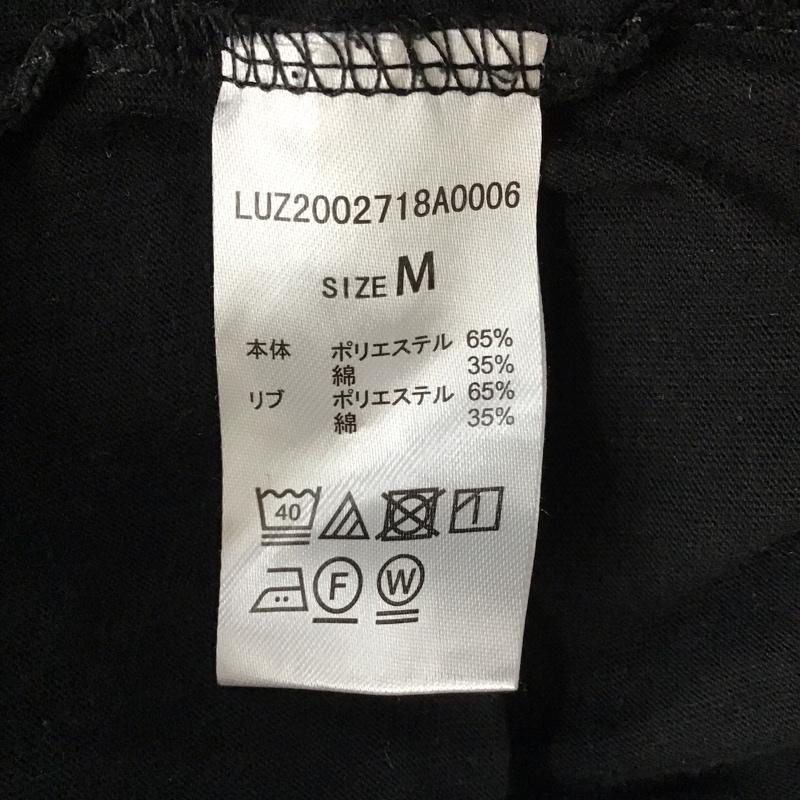 LUZ2002718A0006
SIZE M
本体 ポリエステル 65%
綿 35%
リブ ポリエステル 65%
綿 35%
40
F W